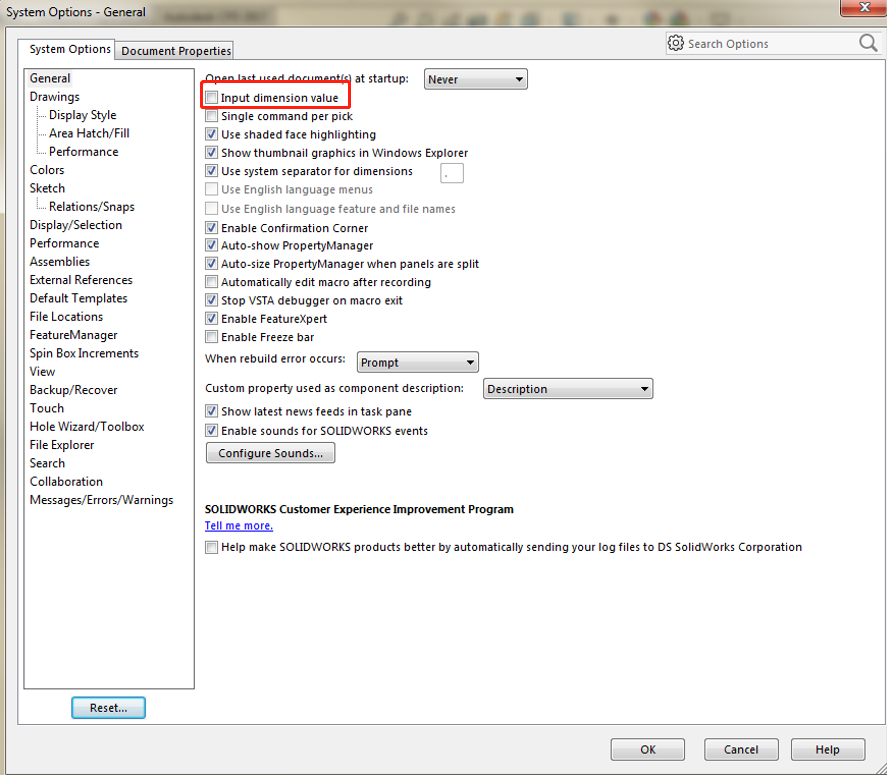 System Options - General
System Options
Document Properties
Search Options
General
Drawings
Display Style
Area Hatch/Fill
Performance
Colors
Sketch
Relations/Snaps
Display/Selection
Performance
Assemblies
External References
Default Templates
File Locations
FeatureManager
Spin Box Increments
View
Backup/Recover
Touch
Hole Wizard/Toolbox
File Explorer
Search
Collaboration
Messages/Errors/Warnings
Reset...
Open last used document(s) at startup: Never
Input dimension value
Single command per pick
Use shaded face highlighting
Show thumbnail graphics in Windows Explorer
Use system separator for dimensions .
Use English language menus
Use English language feature and file names
Enable Confirmation Corner
Auto-show PropertyManager
Auto-size PropertyManager when panels are split
Automatically edit macro after recording
Stop VSTA debugger on macro exit
Enable FeatureXpert
Enable Freeze bar
When rebuild error occurs: Prompt
Custom property used as component description: Description
Show latest news feeds in task pane
Enable sounds for SOLIDWORKS events
Configure Sounds...
SOLIDWORKS Customer Experience Improvement Program
Tell me more.
Help make SOLIDWORKS products better by automatically sending your log files to DS SolidWorks Corporation
OK
Cancel
Help